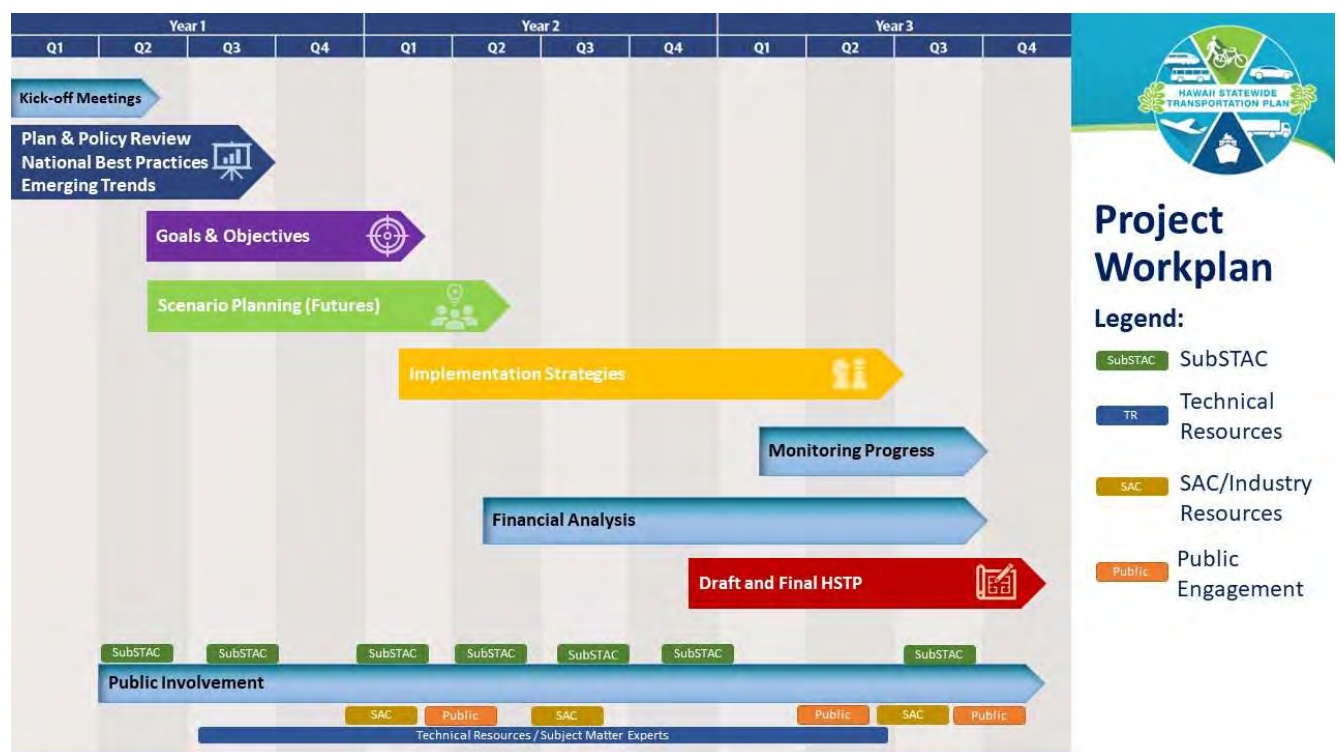 Year 1 Year 2 Year 3
Q1 Q2 Q3 Q4 Q1 Q2 Q3 Q4 Q1 Q2 Q3 Q4
Kick-off Meetings
Plan & Policy Review
National Best Practices
Emerging Trends
Goals & Objectives
Scenario Planning (Futures)
Implementation Strategies
Monitoring Progress
Financial Analysis
Draft and Final HSTP
SubSTAC SubSTAC SubSTAC SubSTAC SubSTAC SubSTAC SubSTAC
Public Involvement
SAC Public SAC Public SAC Public
Technical Resources / Subject Matter Experts
HAWAII STATEWIDE
TRANSPORTATION PLAN
Project
Workplan
Legend:
SubSTAC SubSTAC
TR Technical
Resources
SAC SAC/Industry
Resources
Public Public
Engagement